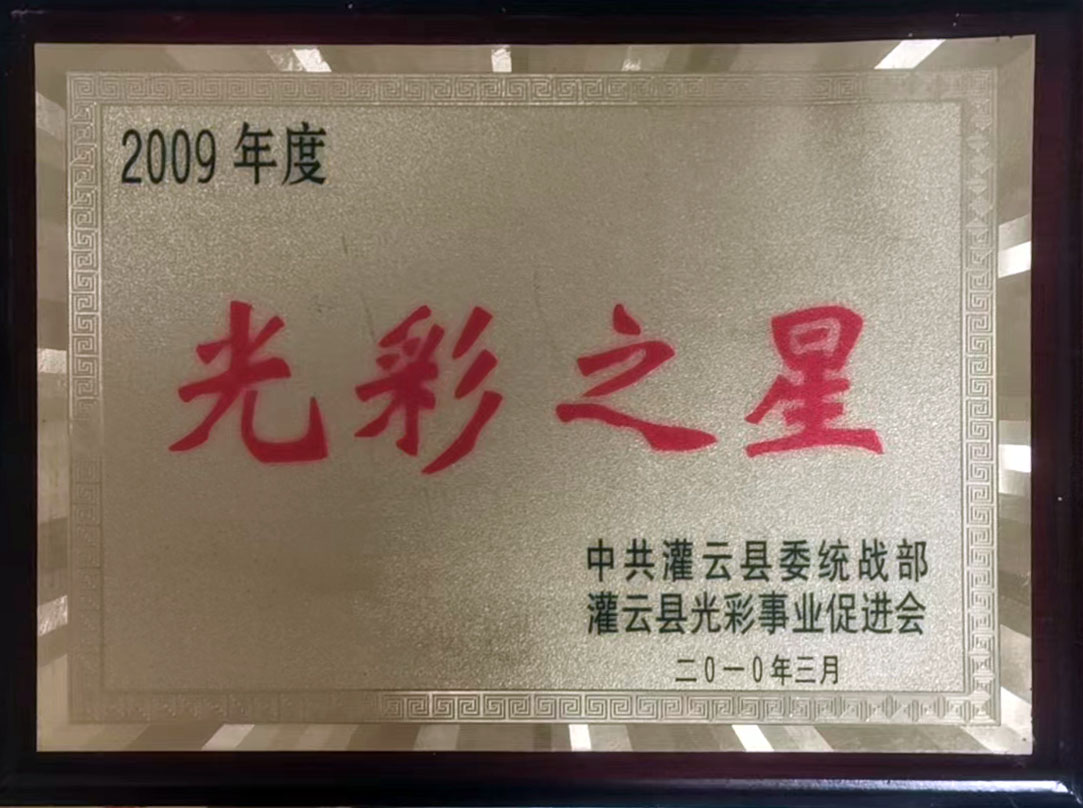 2009 年度
光彩之星
中共灌云县委统战部
灌云县光彩事业促进会
二0一0年三月